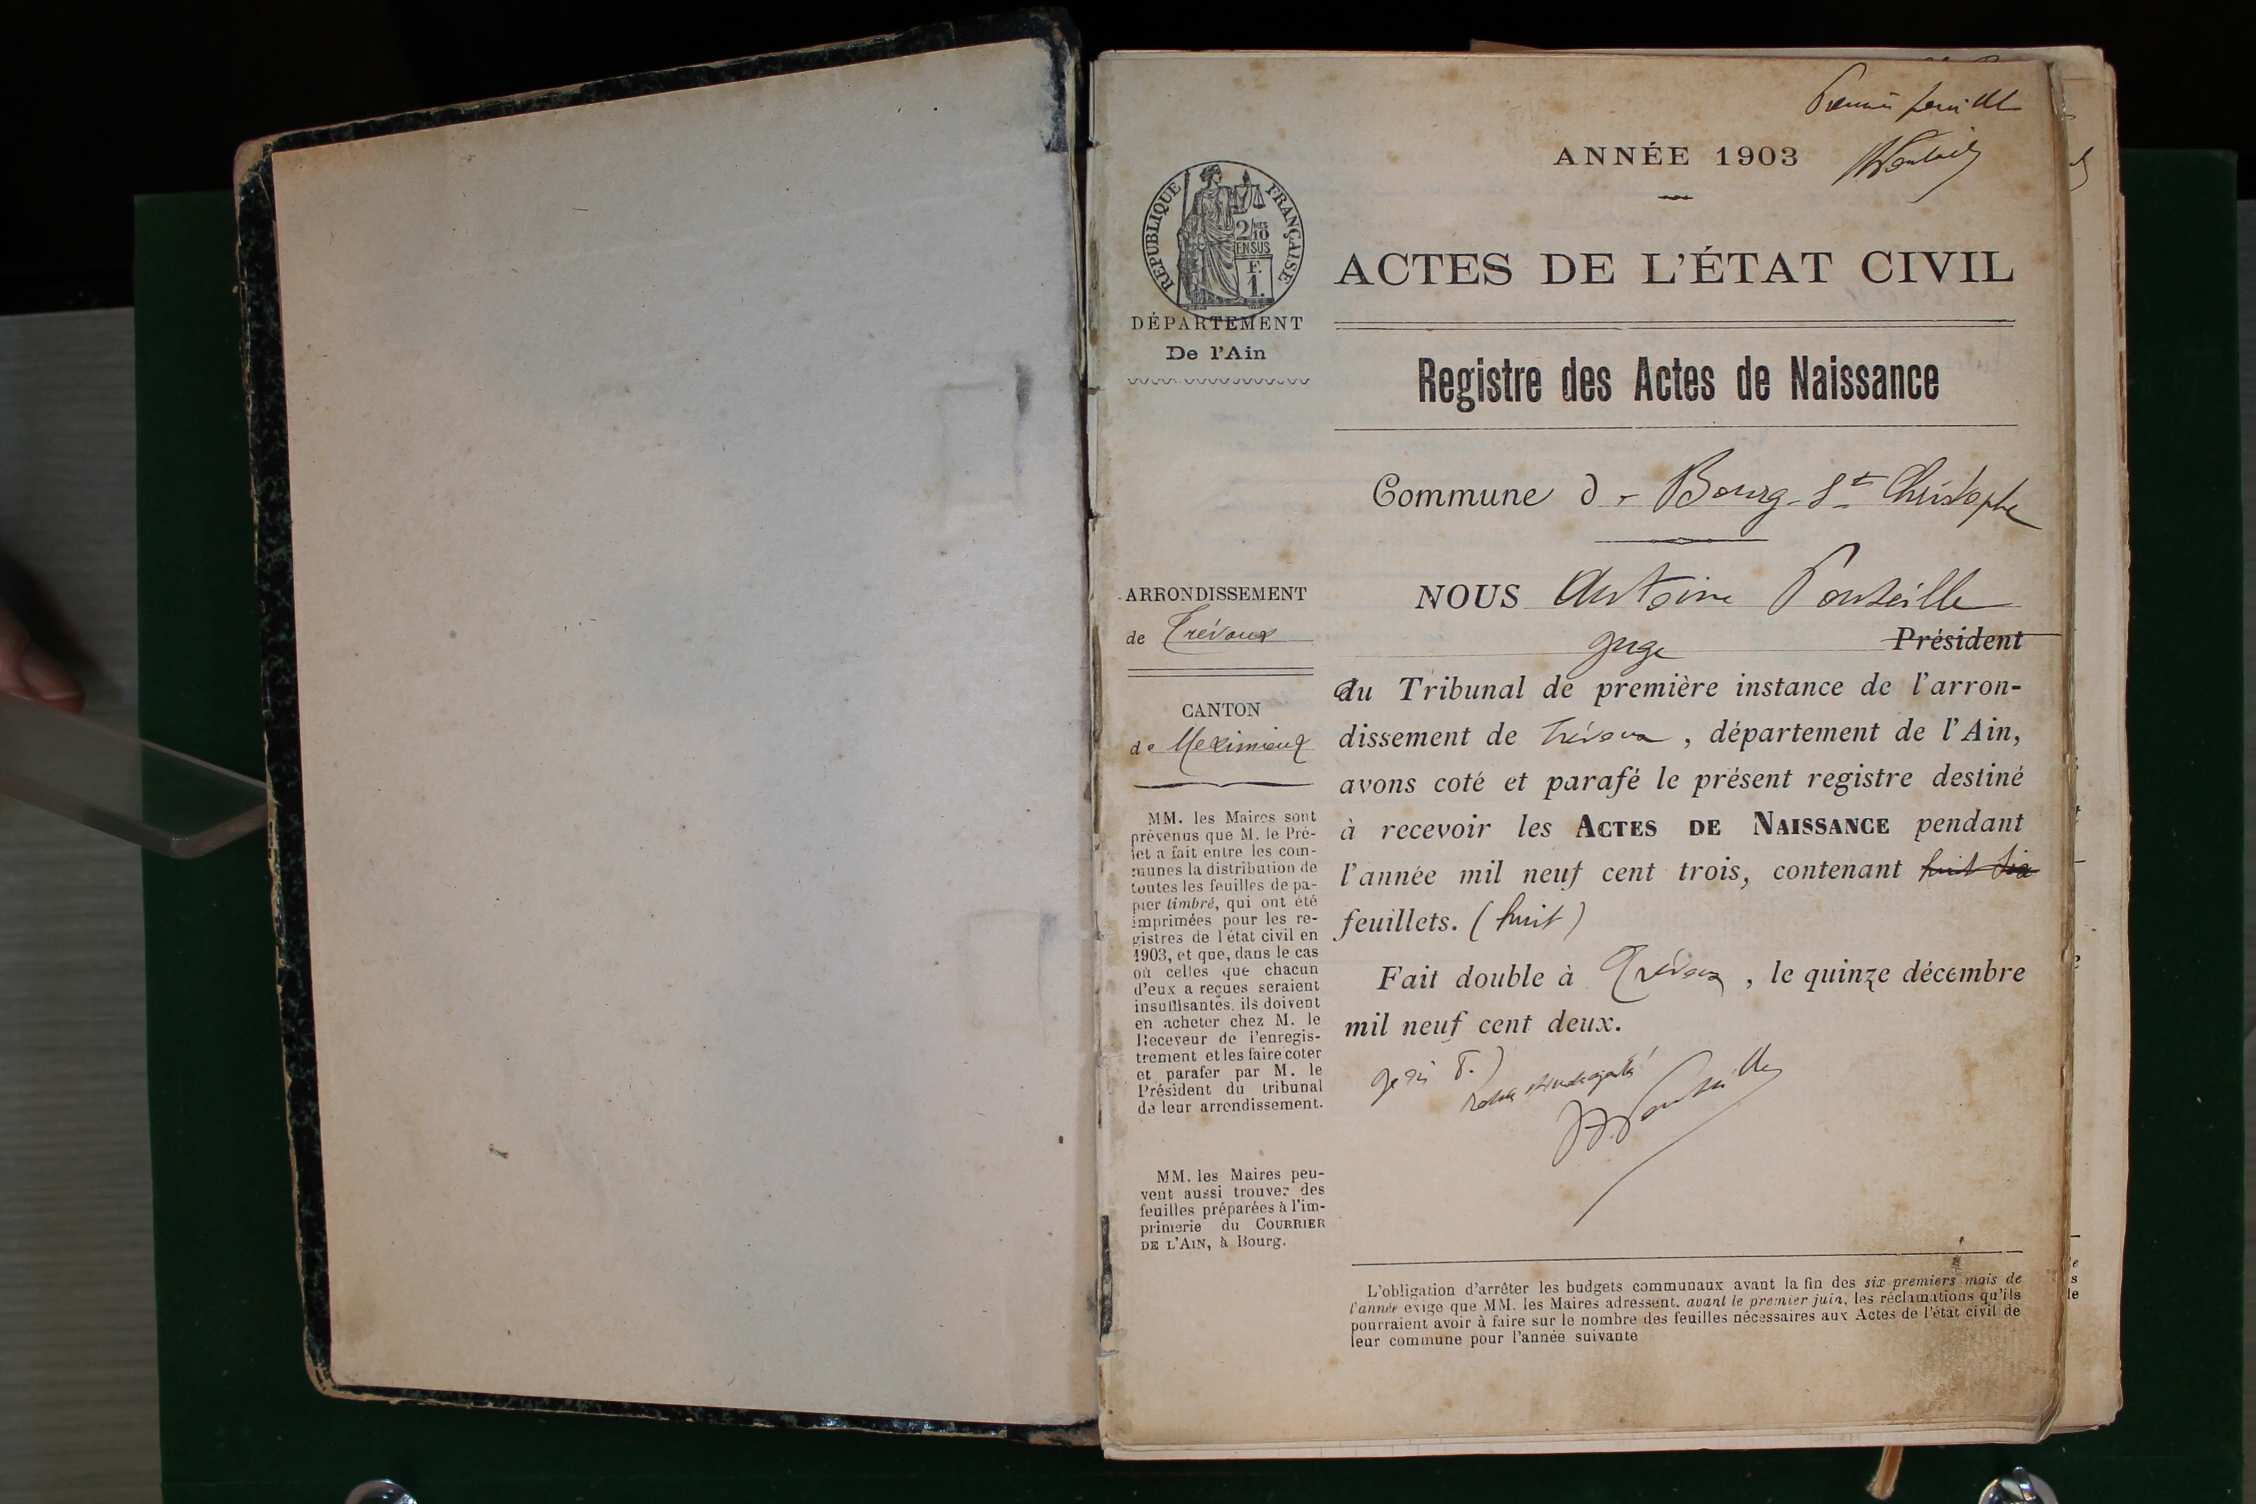 Premier feuillet
ANNÉE 1903
RÉPUBLIQUE FRANÇAISE
2/10
EN SUS
F.
1.
ACTES DE L'ÉTAT CIVIL
DÉPARTEMENT
De l'Ain
Registre des Actes de Naissance
Commune de Bourg-St Christophe
ARRONDISSEMENT
de Trévoux
CANTON
de Meximieux
MM. les Maires sont
prévenus que M. le Pré-
fet a fait entre les com-
munes la distribution de
toutes les feuilles de pa-
pier timbré, qui ont été
imprimées pour les re-
gistres de l'état civil en
1903, et que, dans le cas
où celles que chacun
d'eux a reçues seraient
insuffisantes, ils doivent
en acheter chez M. le
Receveur de l'enregis-
trement et les faire coter
et parafer par M. le
Président du tribunal
de leur arrondissement.
MM. les Maires peu-
vent aussi trouver des
feuilles préparées à l'im-
primerie du COURRIER
DE L'AIN, à Bourg.
NOUS Antoine Ponteille
juge Président
au Tribunal de première instance de l'arron-
dissement de Trévoux, département de l'Ain,
avons coté et parafé le présent registre destiné
à recevoir les ACTES DE NAISSANCE pendant
l'année mil neuf cent trois, contenant huit six
feuillets. (huit)
Fait double à Trévoux, le quinze décembre
mil neuf cent deux.
L'obligation d'arrêter les budgets communaux avant la fin des six premiers mois de
l'année exige que MM. les Maires adressent, avant le premier juin, les réclamations qu'ils
pourraient avoir à faire sur le nombre des feuilles nécessaires aux Actes de l'état civil de
leur commune pour l'année suivante